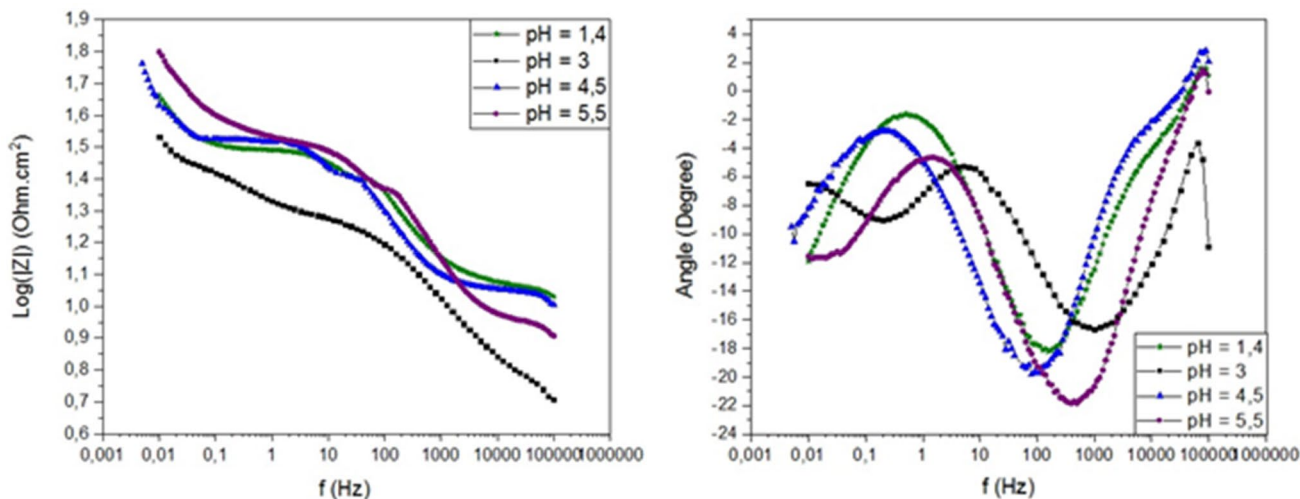 1,9
1,8
1,7
1,6
1,5
1,4
1,3
1,2
1,1
1,0
0,9
0,8
0,7
0,6
Log(|Z|) (Ohm.cm²)
pH = 1,4
pH = 3
pH = 4,5
pH = 5,5
0,001 0,01 0,1 1 10 100 1000 10000 100000 1000000
f (Hz)
4
2
0
-2
-4
-6
-8
-10
-12
-14
-16
-18
-20
-22
-24
Angle (Degree)
pH = 1,4
pH = 3
pH = 4,5
pH = 5,5
0,001 0,01 0,1 1 10 100 1000 10000 100000 1000000
f (Hz)